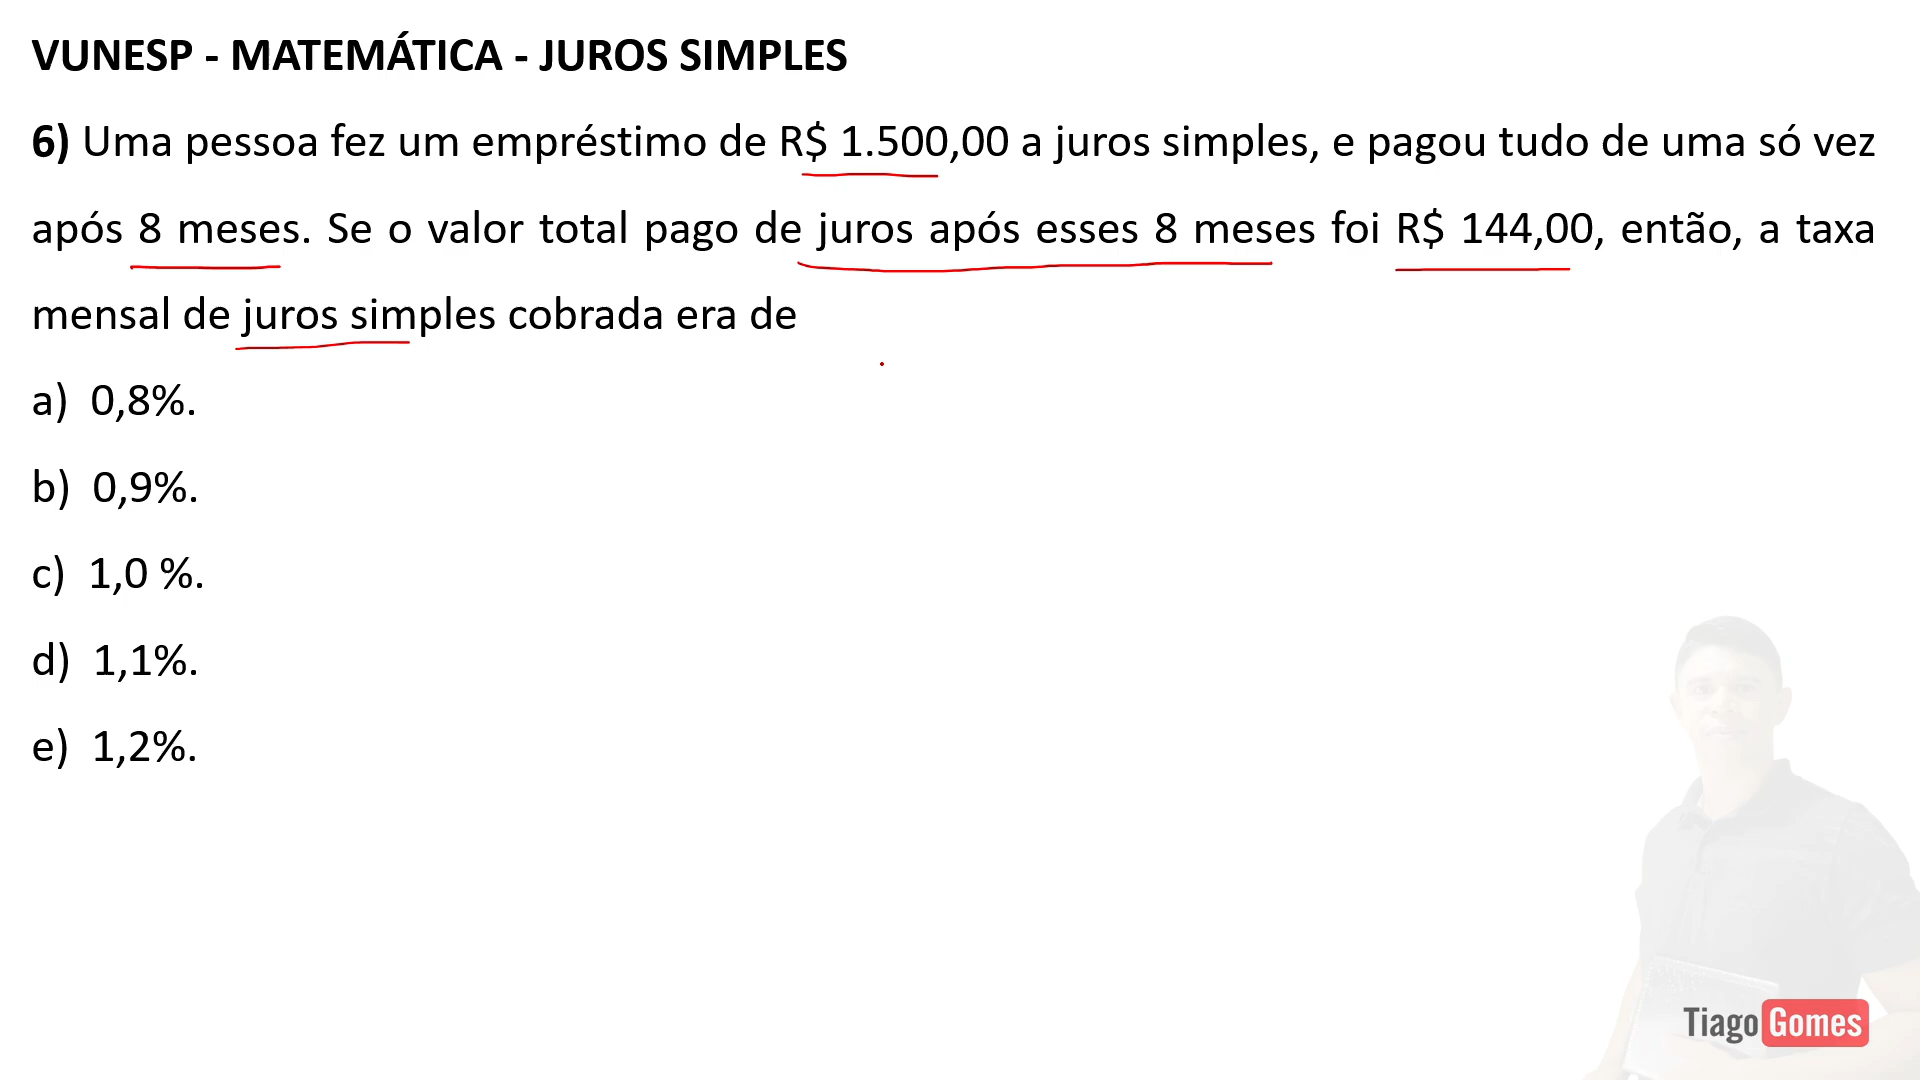 VUNESP - MATEMÁTICA - JUROS SIMPLES
6) Uma pessoa fez um empréstimo de R$ 1.500,00 a juros simples, e pagou tudo de uma só vez
após 8 meses. Se o valor total pago de juros após esses 8 meses foi R$ 144,00, então, a taxa
mensal de juros simples cobrada era de
a) 0,8%.
b) 0,9%.
c) 1,0 %.
d) 1,1%.
e) 1,2%.
Tiago Gomes